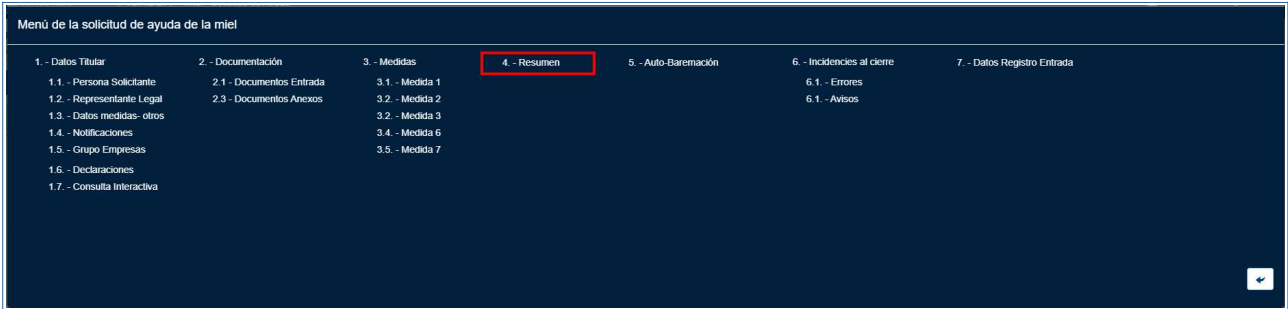 Menú de la solicitud de ayuda de la miel
1. - Datos Titular
1.1. - Persona Solicitante
1.2. - Representante Legal
1.3. - Datos medidas- otros
1.4. - Notificaciones
1.5. - Grupo Empresas
1.6. - Declaraciones
1.7. - Consulta Interactiva
2. - Documentación
2.1 - Documentos Entrada
2.3 - Documentos Anexos
3. - Medidas
3.1. - Medida 1
3.2. - Medida 2
3.2. - Medida 3
3.4. - Medida 6
3.5. - Medida 7
4. - Resumen
5. - Auto-Baremación
6. - Incidencies al cierre
6.1. - Errores
6.1. - Avisos
7. - Datos Registro Entrada